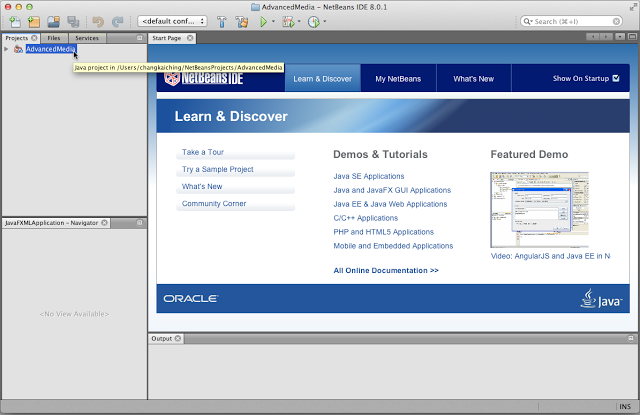 AdvancedMedia – NetBeans IDE 8.0.1
<default conf...
Search (⌘+I)
Projects
Files
Services
Start Page
AdvancedMedia
Java project in /Users/changkaiching/NetBeansProjects/AdvancedMedia
NetBeans IDE
Learn & Discover
My NetBeans
What's New
Show On Startup
Learn & Discover
Take a Tour
Try a Sample Project
What's New
Community Corner
Demos & Tutorials
Java SE Applications
Java and JavaFX GUI Applications
Java EE & Java Web Applications
C/C++ Applications
PHP and HTML5 Applications
Mobile and Embedded Applications
All Online Documentation >>
Featured Demo
Video: AngularJS and Java EE in N
ORACLE
Java
JavaFXMLApplication – Navigator
<No View Available>
Output
INS